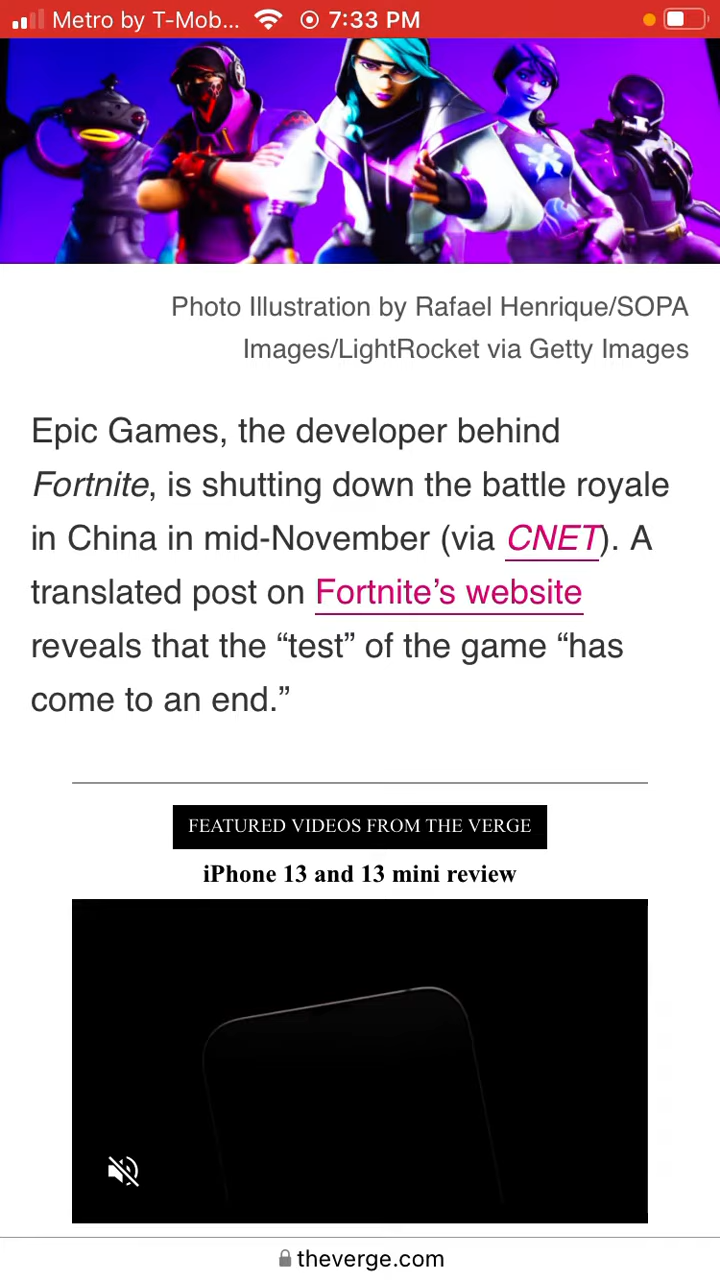 Metro by T-Mob... 7:33 PM
Photo Illustration by Rafael Henrique/SOPA
Images/LightRocket via Getty Images
Epic Games, the developer behind
Fortnite, is shutting down the battle royale
in China in mid-November (via CNET). A
translated post on Fortnite’s website
reveals that the “test” of the game “has
come to an end.”
FEATURED VIDEOS FROM THE VERGE
iPhone 13 and 13 mini review
theverge.com